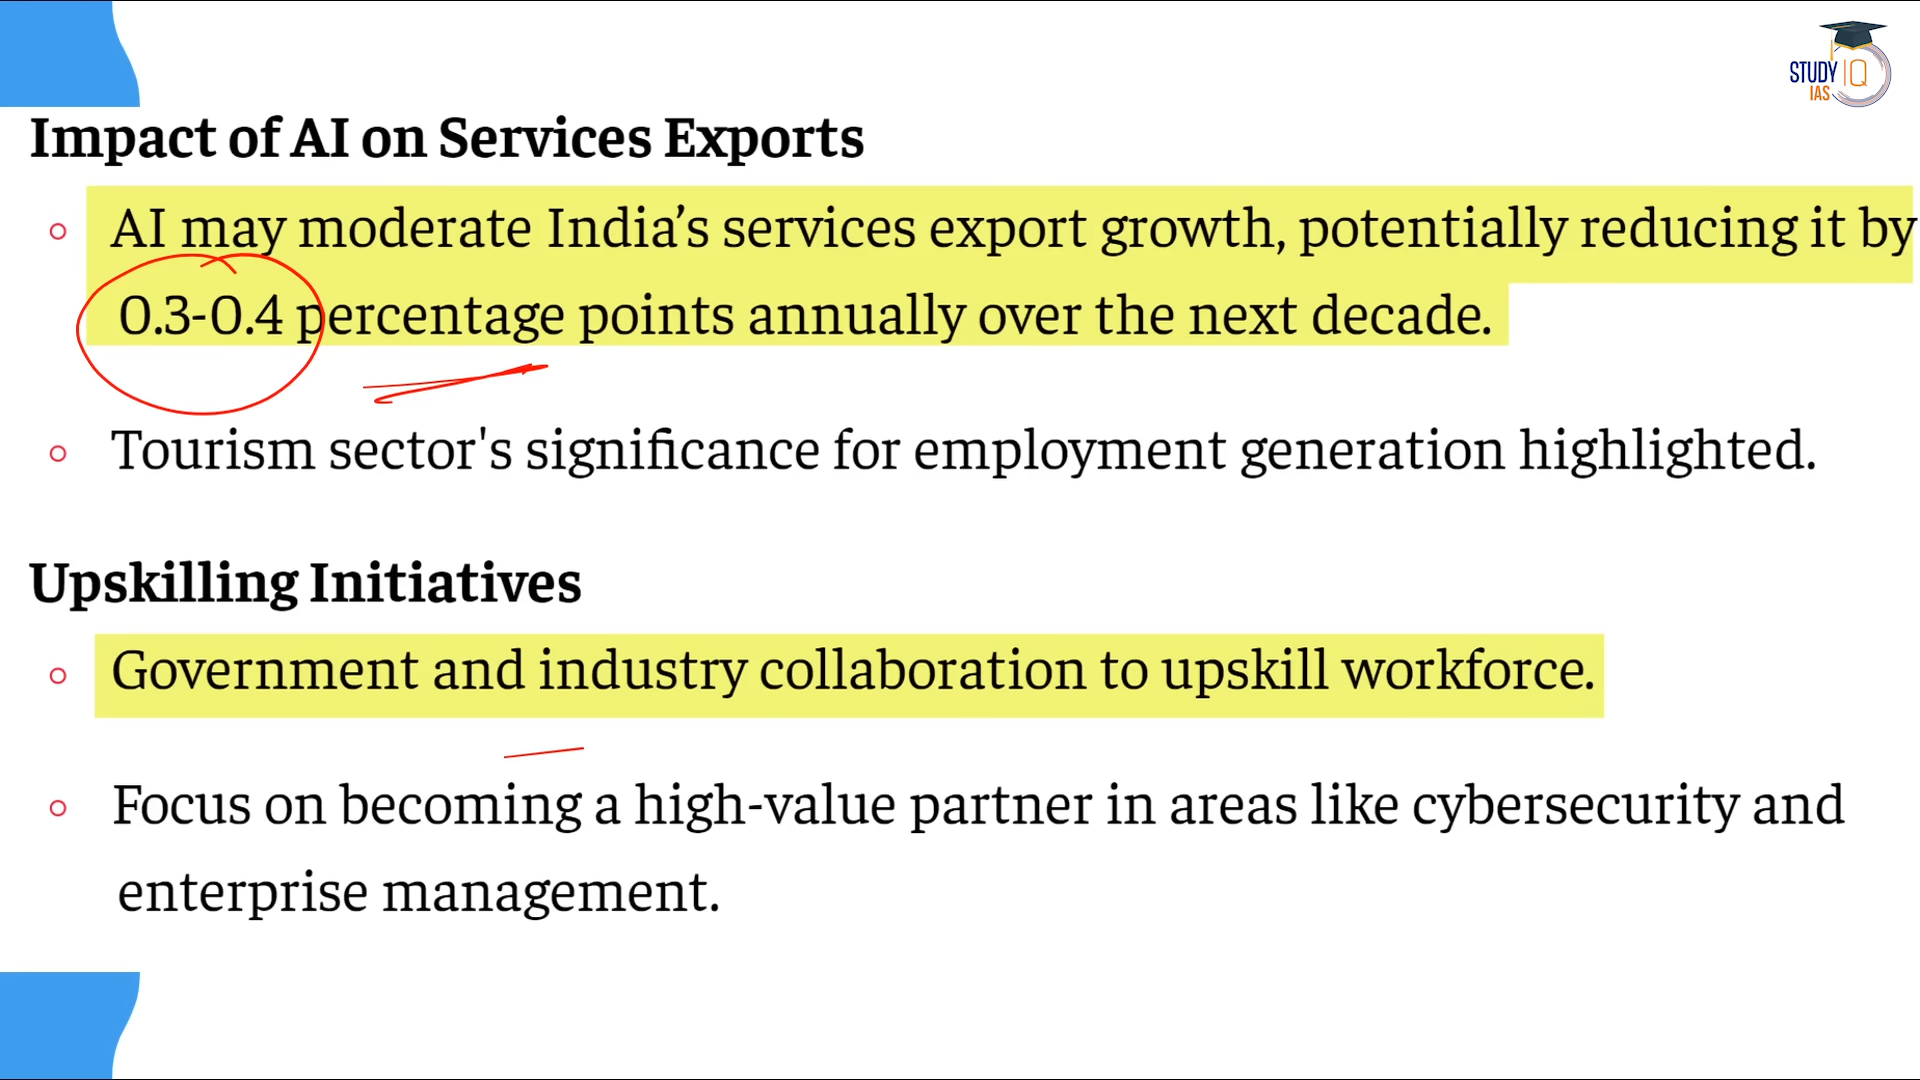 STUDY IQ
IAS
Impact of AI on Services Exports
AI may moderate India’s services export growth, potentially reducing it by
0.3-0.4 percentage points annually over the next decade.
Tourism sector's significance for employment generation highlighted.
Upskilling Initiatives
Government and industry collaboration to upskill workforce.
Focus on becoming a high-value partner in areas like cybersecurity and
enterprise management.